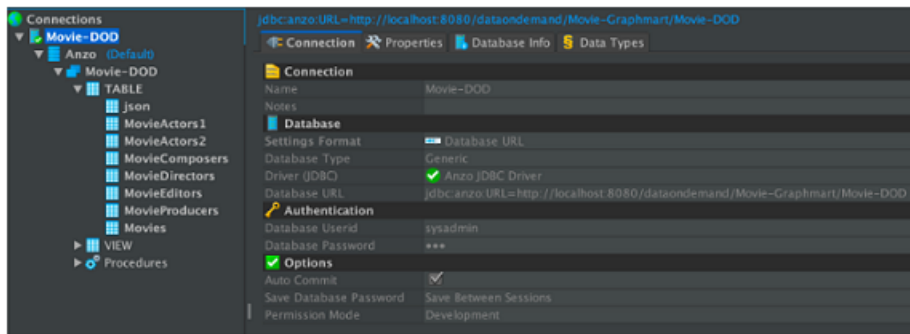 Connections
Movie-DOD
Anzo (Default)
Movie-DOD
TABLE
json
MovieActors1
MovieActors2
MovieComposers
MovieDirectors
MovieEditors
MovieProducers
Movies
VIEW
Procedures
jdbc:anzo:URL=http://localhost:8080/dataondemand/Movie-Graphmart/Movie-DOD
Connection Properties Database Info Data Types
Connection
Name Movie-DOD
Notes
Database
Settings Format Database URL
Database Type Generic
Driver (JDBC) Anzo JDBC Driver
Database URL jdbc:anzo:URL=http://localhost:8080/dataondemand/Movie-Graphmart/Movie-DOD
Authentication
Database Userid sysadmin
Database Password ***
Options
Auto Commit
Save Database Password Save Between Sessions
Permission Mode Development